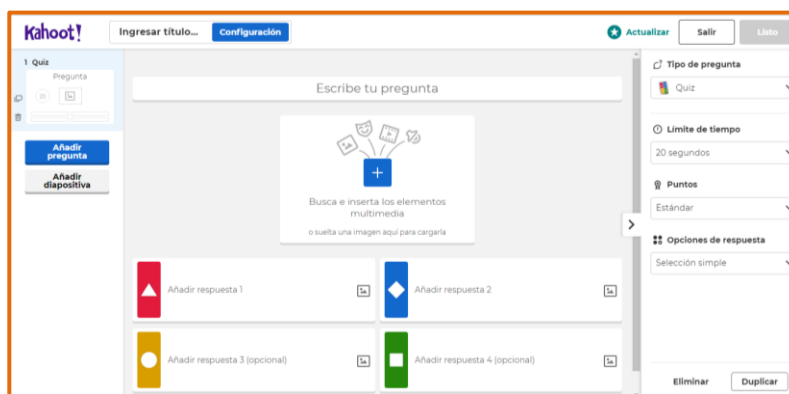 Kahoot!
Ingresar título...
Configuración
Actualizar
Salir
Listo
1 Quiz
Pregunta
Añadir
pregunta
Añadir
diapositiva
Escribe tu pregunta
Busca e inserta los elementos
multimedia
o suelta una imagen aquí para cargarla
Añadir respuesta 1
Añadir respuesta 2
Añadir respuesta 3 (opcional)
Añadir respuesta 4 (opcional)
Tipo de pregunta
Quiz
Límite de tiempo
20 segundos
Puntos
Estándar
Opciones de respuesta
Selección simple
Eliminar
Duplicar